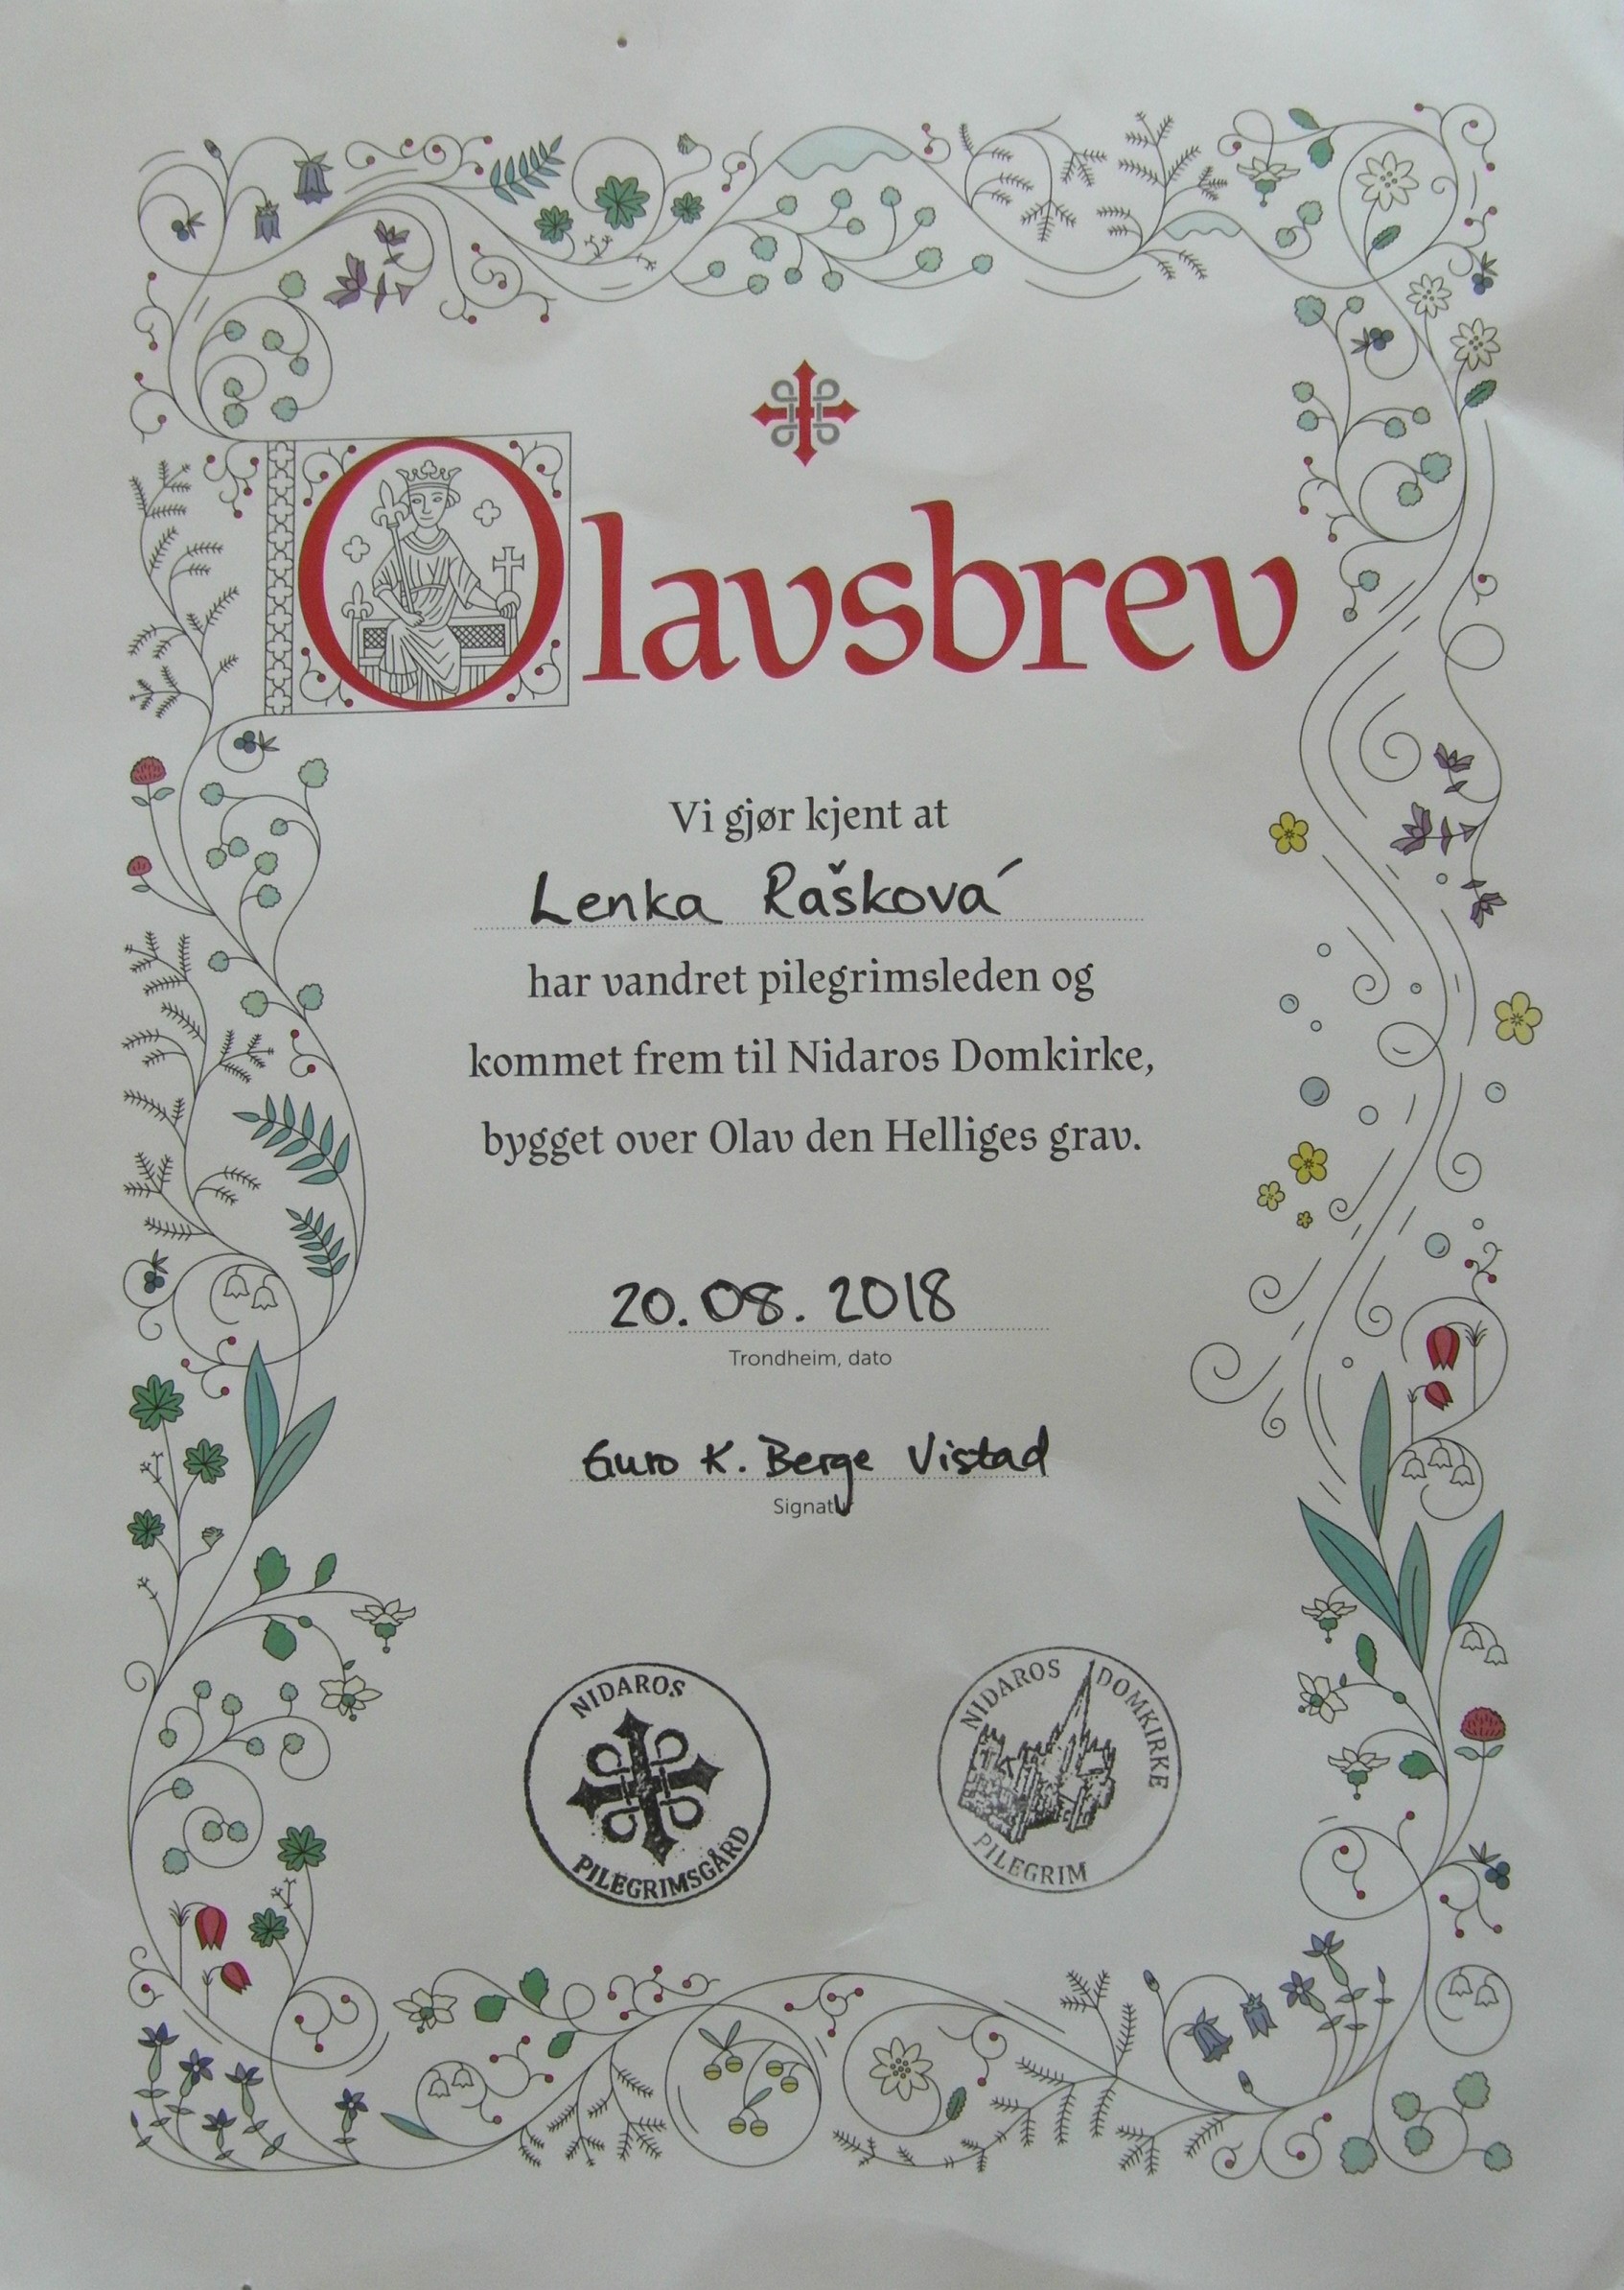 Olavsbrev
Vi gjør kjent at
Lenka Rašková
har vandret pilegrimsleden og
kommet frem til Nidaros Domkirke,
bygget over Olav den Helliges grav.
20.08.2018
Trondheim, dato
Guro K. Berge Vistad
Signatur
NIDAROS
PILEGRIMSGÅRD
NIDAROS DOMKIRKE
PILEGRIM